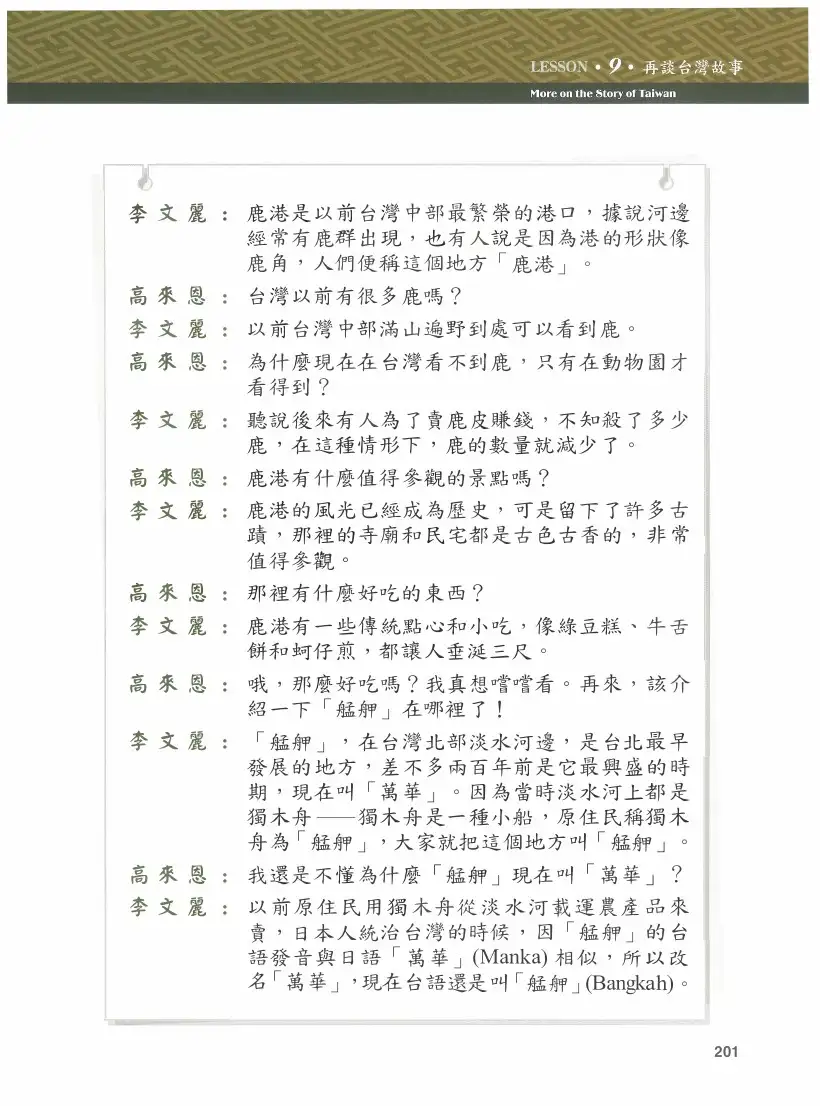 LESSON • 9 • 再談台灣故事
More on the Story of Taiwan
李文麗：鹿港是以前台灣中部最繁榮的港口，據說河邊
經常有鹿群出現，也有人說是因為港的形狀像
鹿角，人們便稱這個地方「鹿港」。
高來恩：台灣以前有很多鹿嗎？
李文麗：以前台灣中部滿山遍野到處可以看到鹿。
高來恩：為什麼現在在台灣看不到鹿，只有在動物園才
看得到？
李文麗：聽說後來有人為了賣鹿皮賺錢，不知殺了多少
鹿，在這種情形下，鹿的數量就減少了。
高來恩：鹿港有什麼值得參觀的景點嗎？
李文麗：鹿港的風光已經成為歷史，可是留下了許多古
蹟，那裡的寺廟和民宅都是古色古香的，非常
值得參觀。
高來恩：那裡有什麼好吃的東西？
李文麗：鹿港有一些傳統點心和小吃，像綠豆糕、牛舌
餅和蚵仔煎，都讓人垂涎三尺。
高來恩：哦，那麼好吃嗎？我真想嚐嚐看。再來，該介
紹一下「艋舺」在哪裡了！
李文麗：「艋舺」，在台灣北部淡水河邊，是台北最早
發展的地方，差不多兩百年前是它最興盛的時
期，現在叫「萬華」。因為當時淡水河上都是
獨木舟——獨木舟是一種小船，原住民稱獨木
舟為「艋舺」，大家就把這個地方叫「艋舺」。
高來恩：我還是不懂為什麼「艋舺」現在叫「萬華」？
李文麗：以前原住民用獨木舟從淡水河載運農產品來
賣，日本人統治台灣的時候，因「艋舺」的台
語發音與日語「萬華」(Manka) 相似，所以改
名「萬華」，現在台語還是叫「艋舺」(Bangkah)。
201